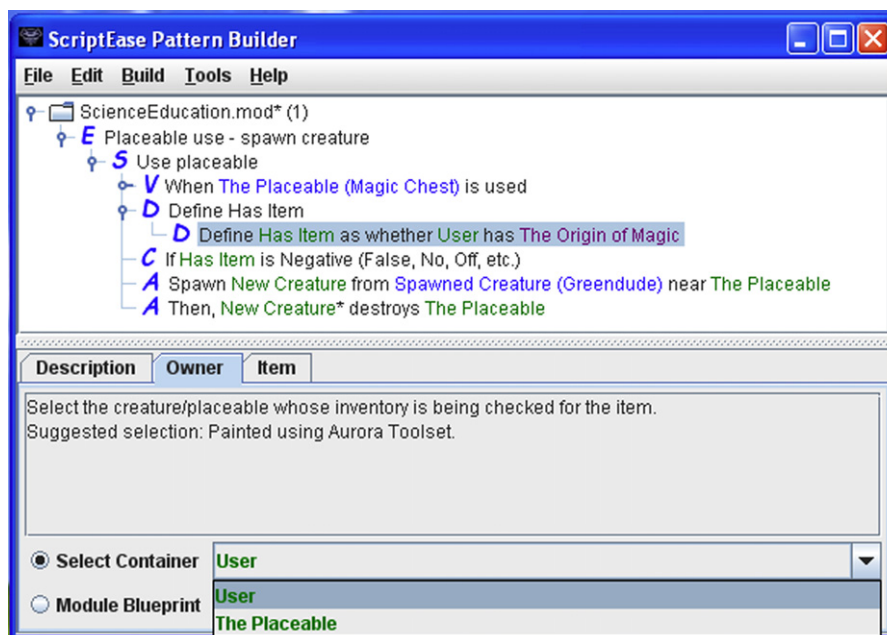 ScriptEase Pattern Builder
File Edit Build Tools Help
ScienceEducation.mod* (1)
E Placeable use - spawn creature
S Use placeable
V When The Placeable (Magic Chest) is used
D Define Has Item
D Define Has Item as whether User has The Origin of Magic
C If Has Item is Negative (False, No, Off, etc.)
A Spawn New Creature from Spawned Creature (Greendude) near The Placeable
A Then, New Creature* destroys The Placeable
Description Owner Item
Select the creature/placeable whose inventory is being checked for the item.
Suggested selection: Painted using Aurora Toolset.
Select Container User
Module Blueprint User
The Placeable